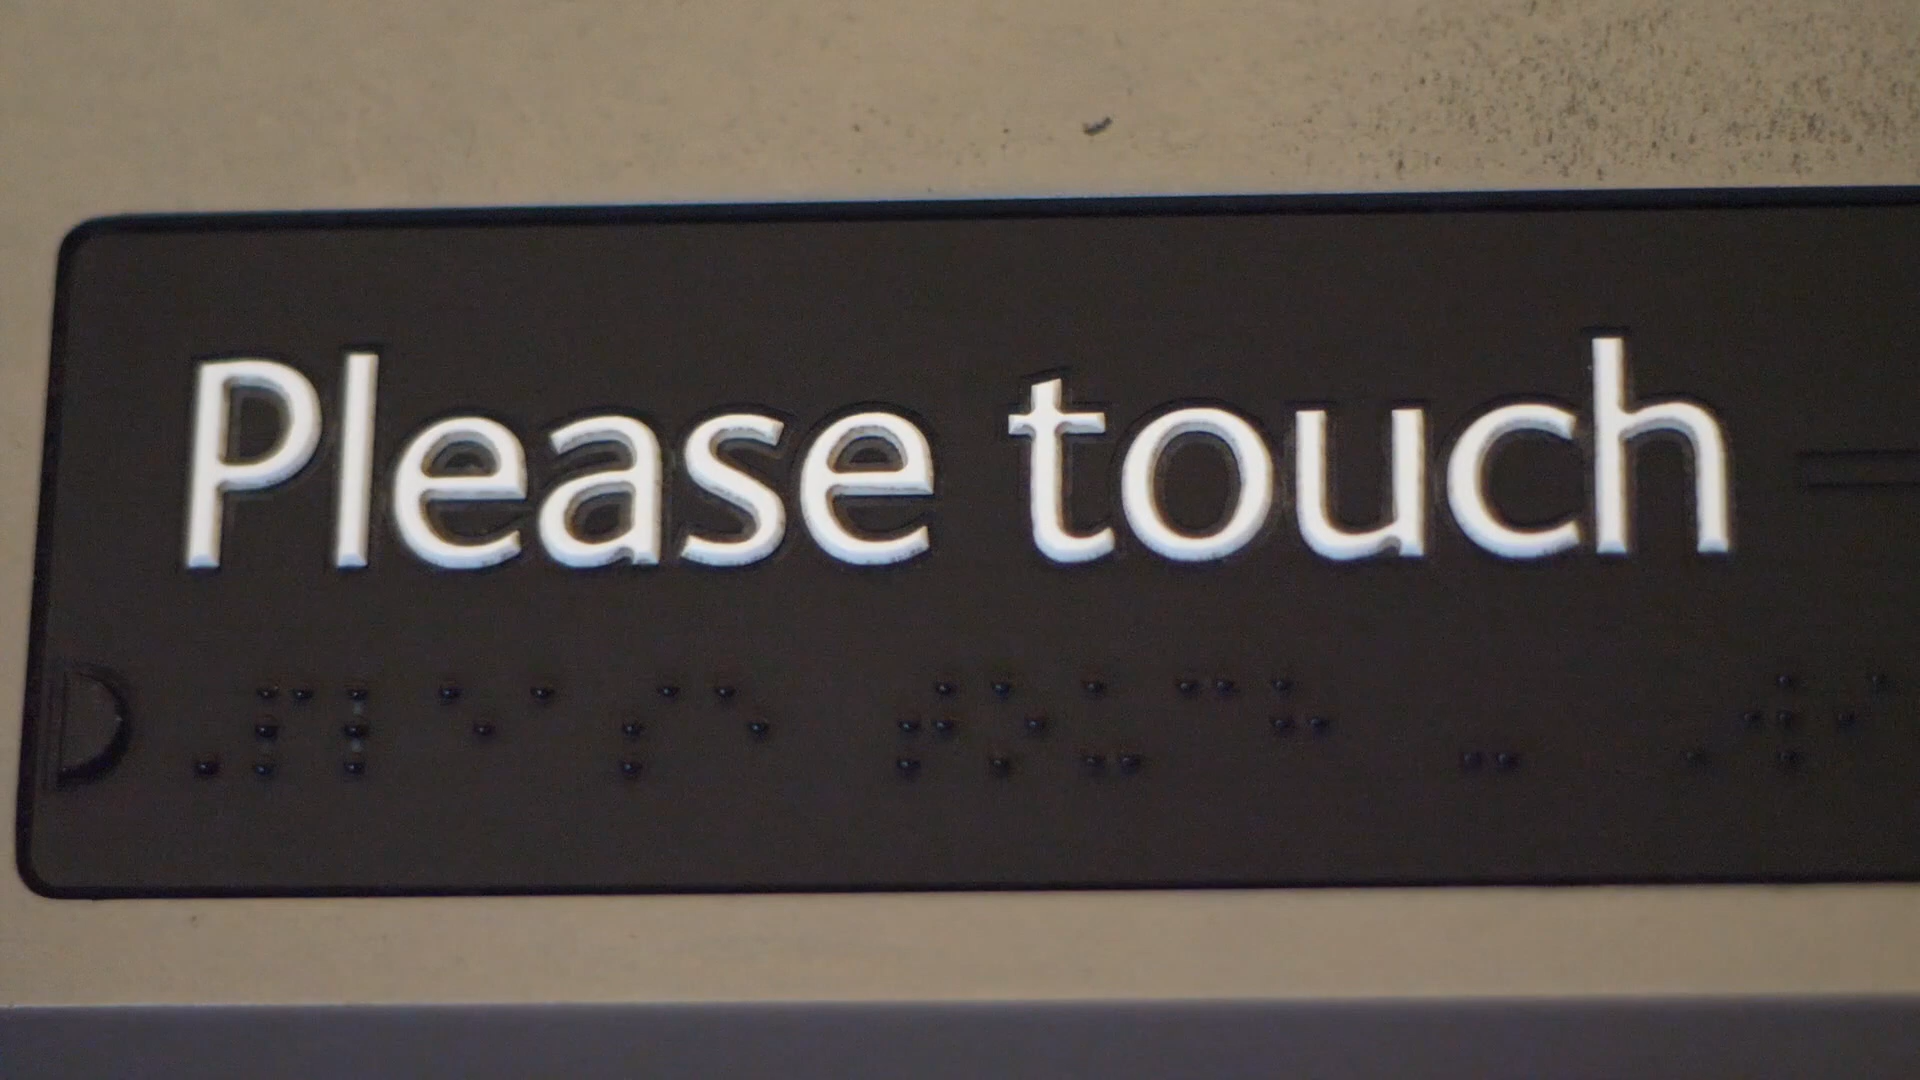 Please touch
⠠⠏⠇⠑⠁⠎⠑ ⠞⠕⠥⠉⠓ ⠤ ⠠⠺⠊